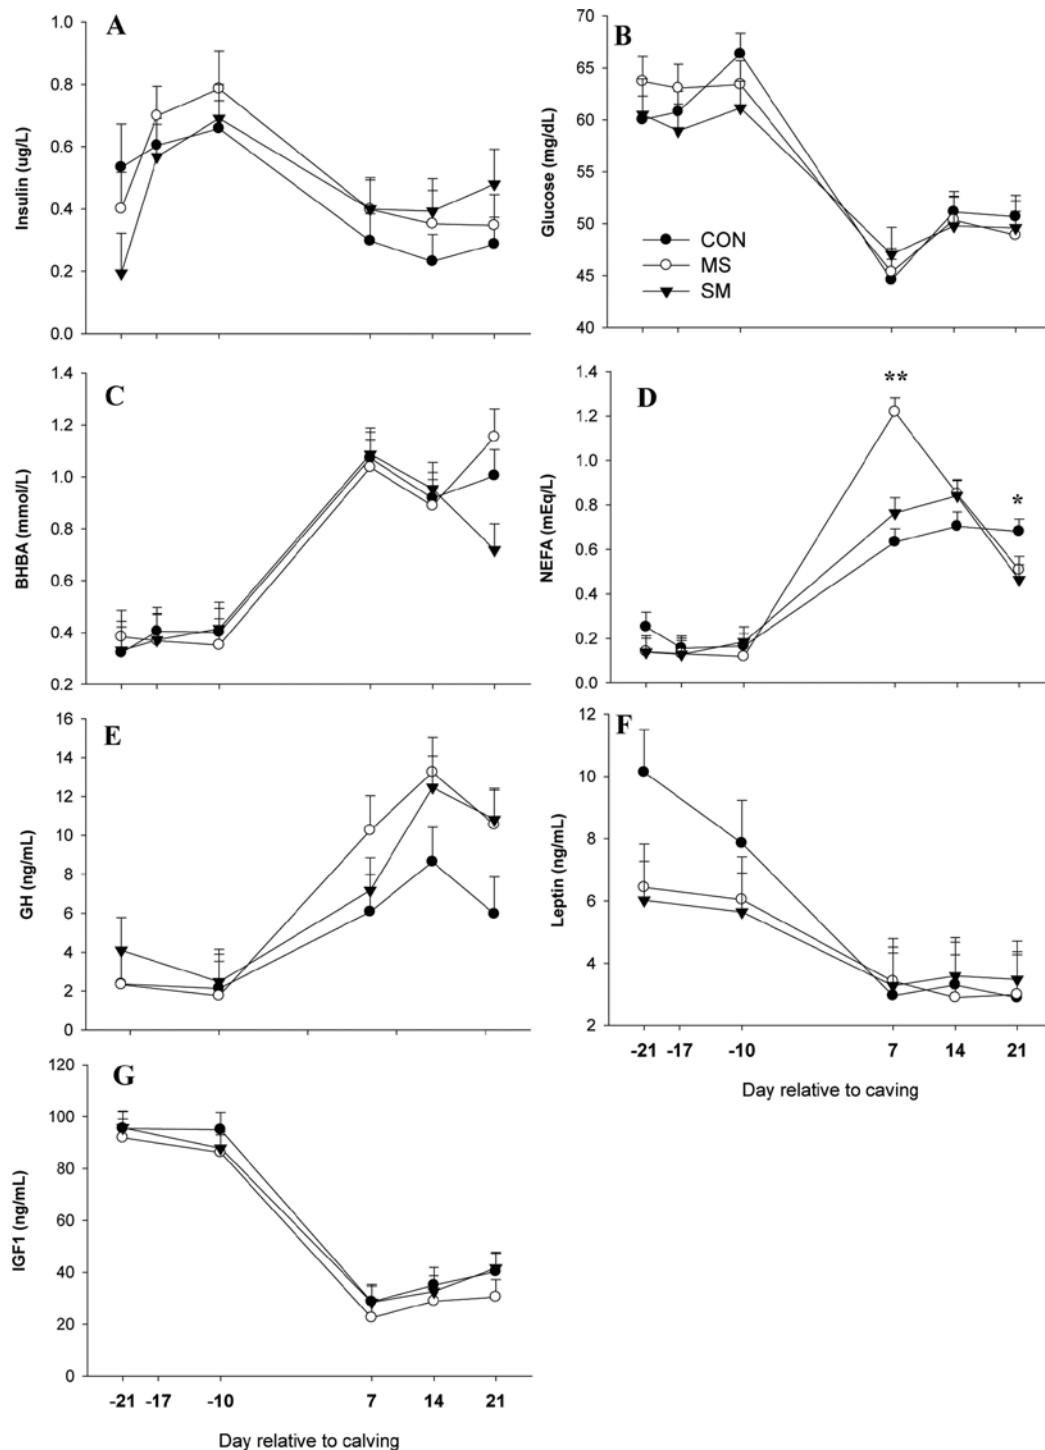 A
Insulin (ug/L)
1.0
0.8
0.6
0.4
0.2
0.0
B
Glucose (mg/dL)
70
65
60
55
50
45
40
CON
MS
SM
C
BHBA (mmol/L)
1.4
1.2
1.0
0.8
0.6
0.4
0.2
D
NEFA (mEq/L)
1.4
1.2
1.0
0.8
0.6
0.4
0.2
0.0
**
*
E
GH (ng/mL)
16
14
12
10
8
6
4
2
0
F
Leptin (ng/mL)
12
10
8
6
4
2
-21 -17 -10 7 14 21
Day relative to caving
G
IGF1 (ng/mL)
120
100
80
60
40
20
0
-21 -17 -10 7 14 21
Day relative to calving